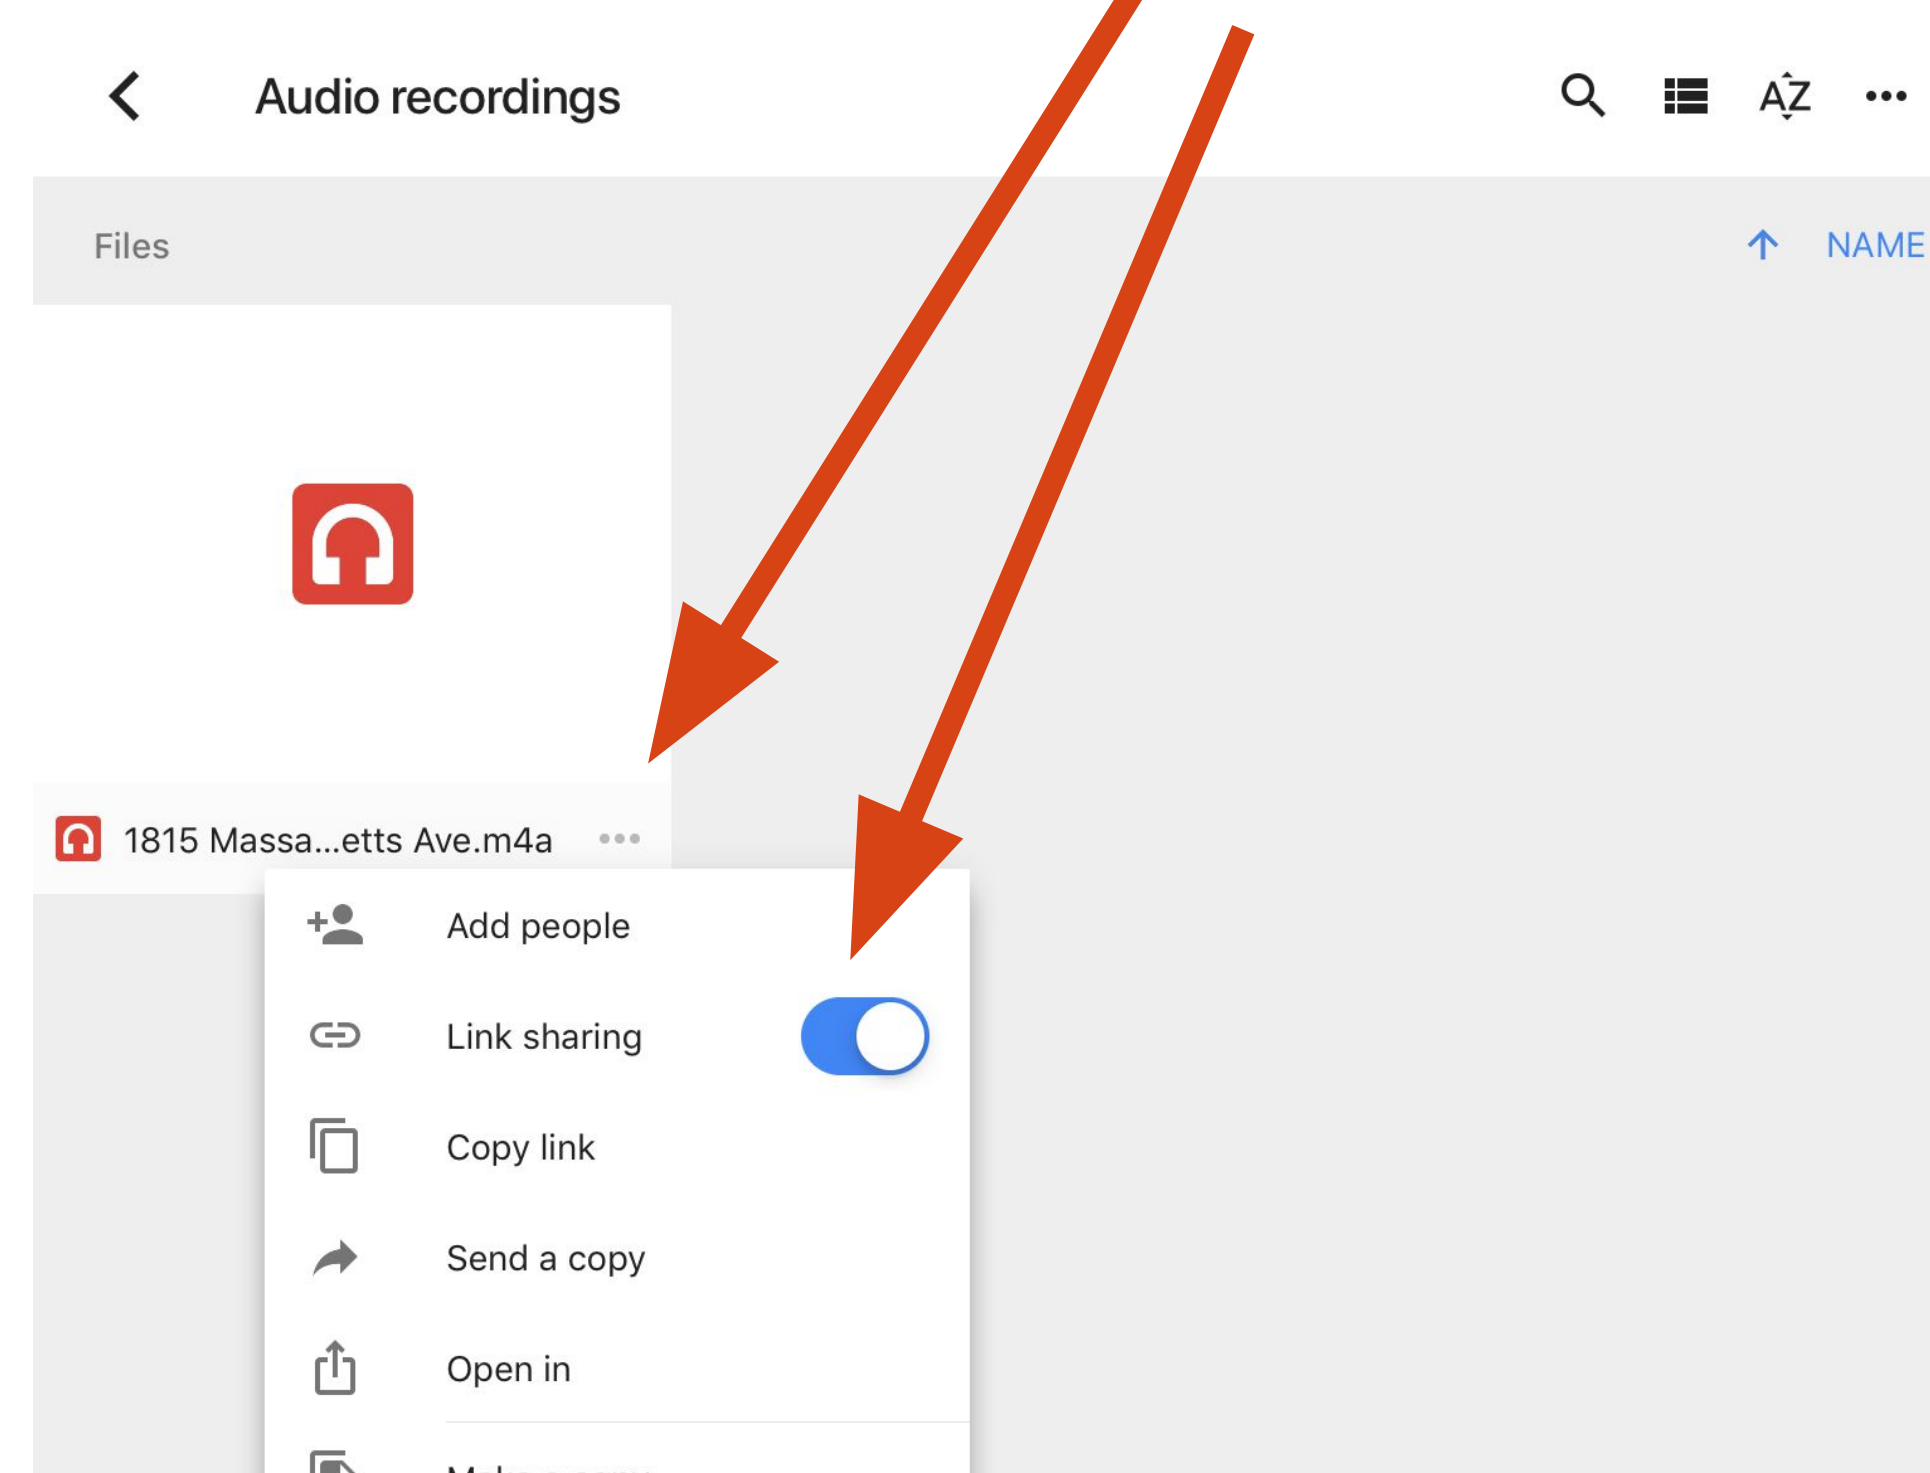 Audio recordings
AZ
Files
NAME
1815 Massa...etts Ave.m4a
Add people
Link sharing
Copy link
Send a copy
Open in